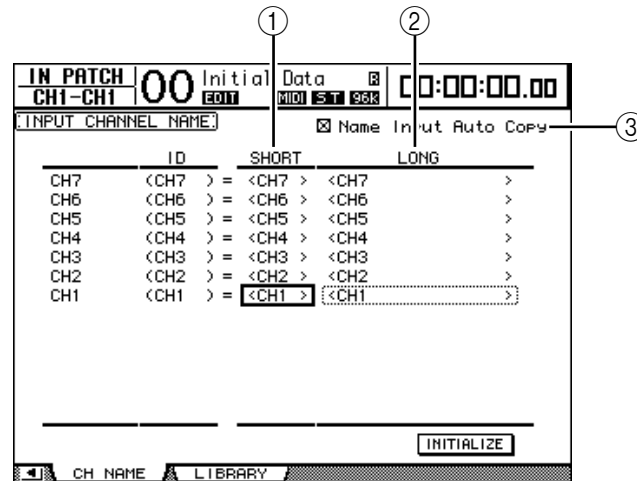 ① ②
IN PATCH 00 Initial Data R 00:00:00.00
CH1-CH1 EDIT MIDI ST 96k
INPUT CHANNEL NAME ☒ Name Input Auto Copy ③
ID SHORT LONG
CH7 (CH7 ) = <CH7 > <CH7 >
CH6 (CH6 ) = <CH6 > <CH6 >
CH5 (CH5 ) = <CH5 > <CH5 >
CH4 (CH4 ) = <CH4 > <CH4 >
CH3 (CH3 ) = <CH3 > <CH3 >
CH2 (CH2 ) = <CH2 > <CH2 >
CH1 (CH1 ) = <CH1 > <CH1 >
INITIALIZE
CH NAME LIBRARY